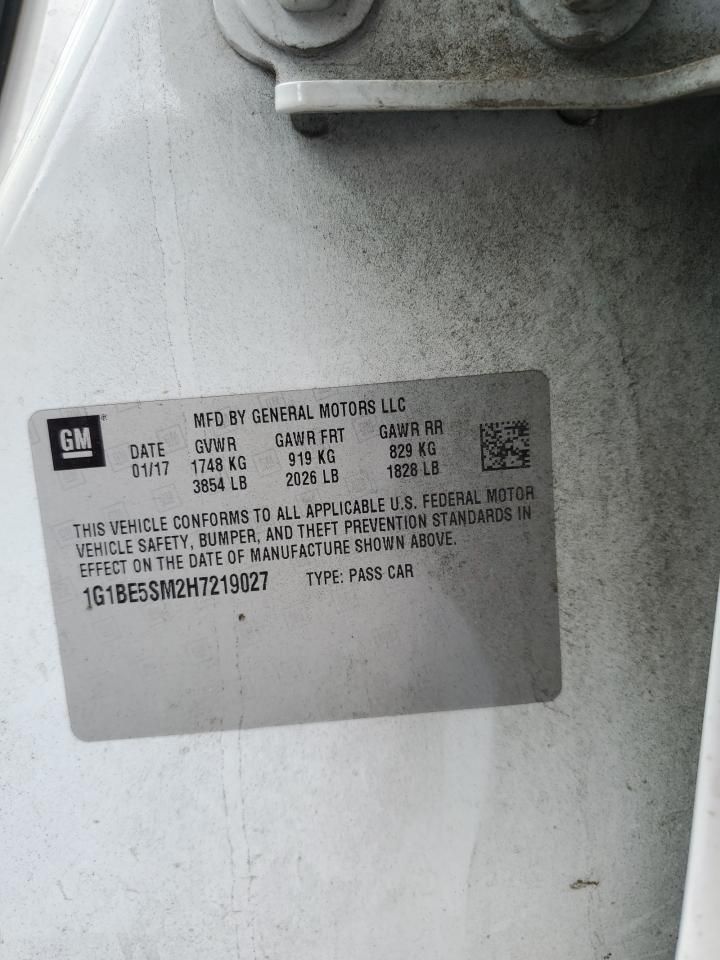 GM
MFD BY GENERAL MOTORS LLC
DATE GVWR GAWR FRT GAWR RR
01/17 1748 KG 919 KG 829 KG
3854 LB 2026 LB 1828 LB
THIS VEHICLE CONFORMS TO ALL APPLICABLE U.S. FEDERAL MOTOR
VEHICLE SAFETY, BUMPER, AND THEFT PREVENTION STANDARDS IN
EFFECT ON THE DATE OF MANUFACTURE SHOWN ABOVE.
1G1BE5SM2H7219027 TYPE: PASS CAR